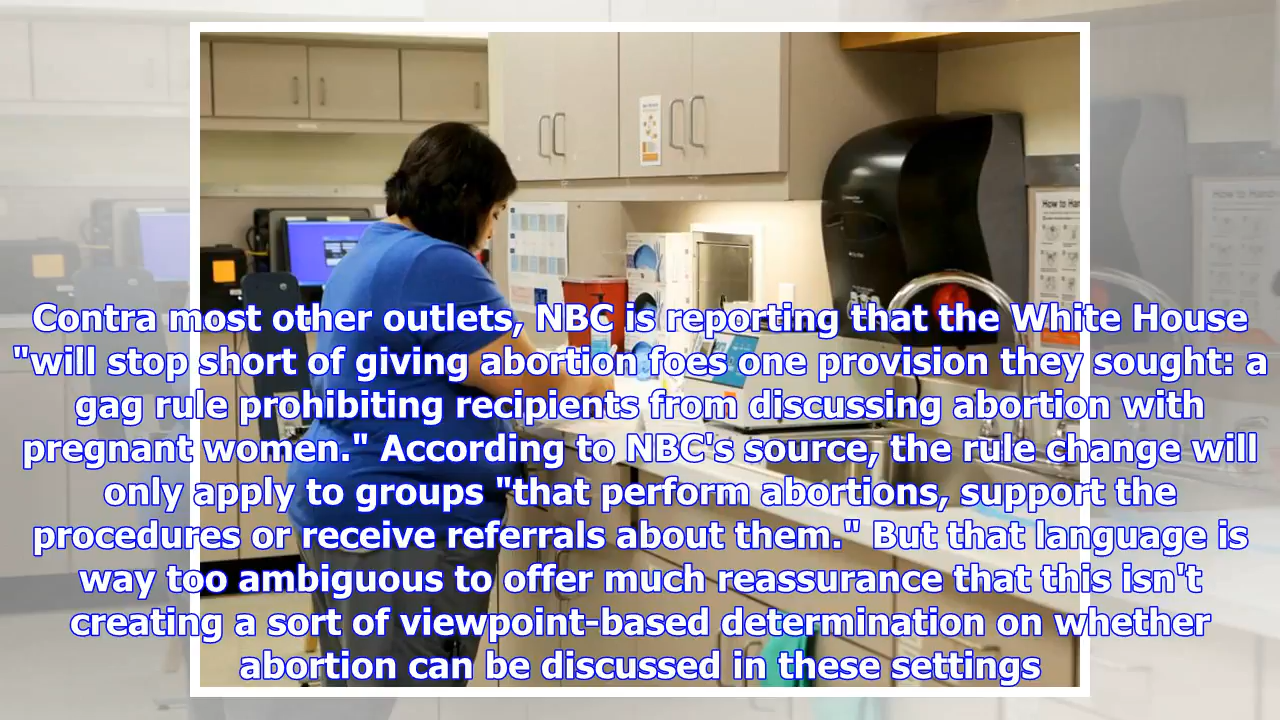 Contra most other outlets, NBC is reporting that the White House
"will stop short of giving abortion foes one provision they sought: a
gag rule prohibiting recipients from discussing abortion with
pregnant women." According to NBC's source, the rule change will
only apply to groups "that perform abortions, support the
procedures or receive referrals about them." But that language is
way too ambiguous to offer much reassurance that this isn't
creating a sort of viewpoint-based determination on whether
abortion can be discussed in these settings
How to Han